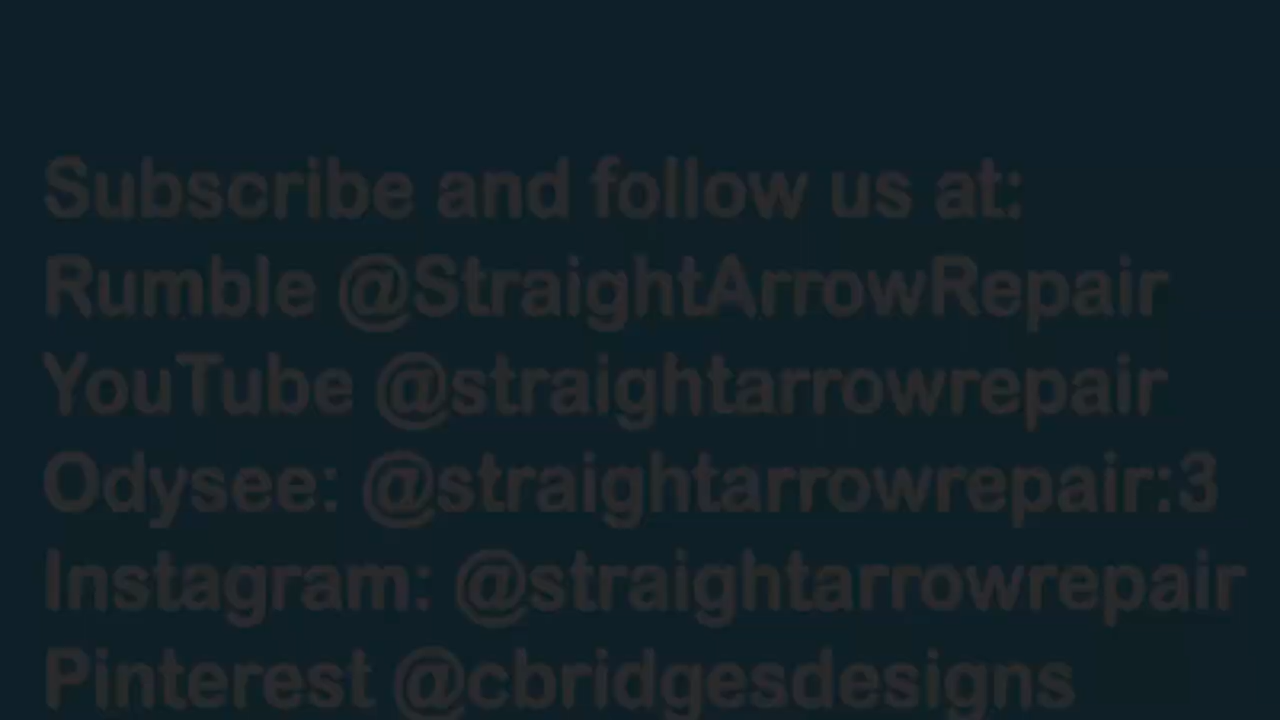 Subscribe and follow us at:
Rumble @StraightArrowRepair
YouTube @straightarrowrepair
Odysee: @straightarrowrepair:3
Instagram: @straightarrowrepair
Pinterest @cbridgesdesigns